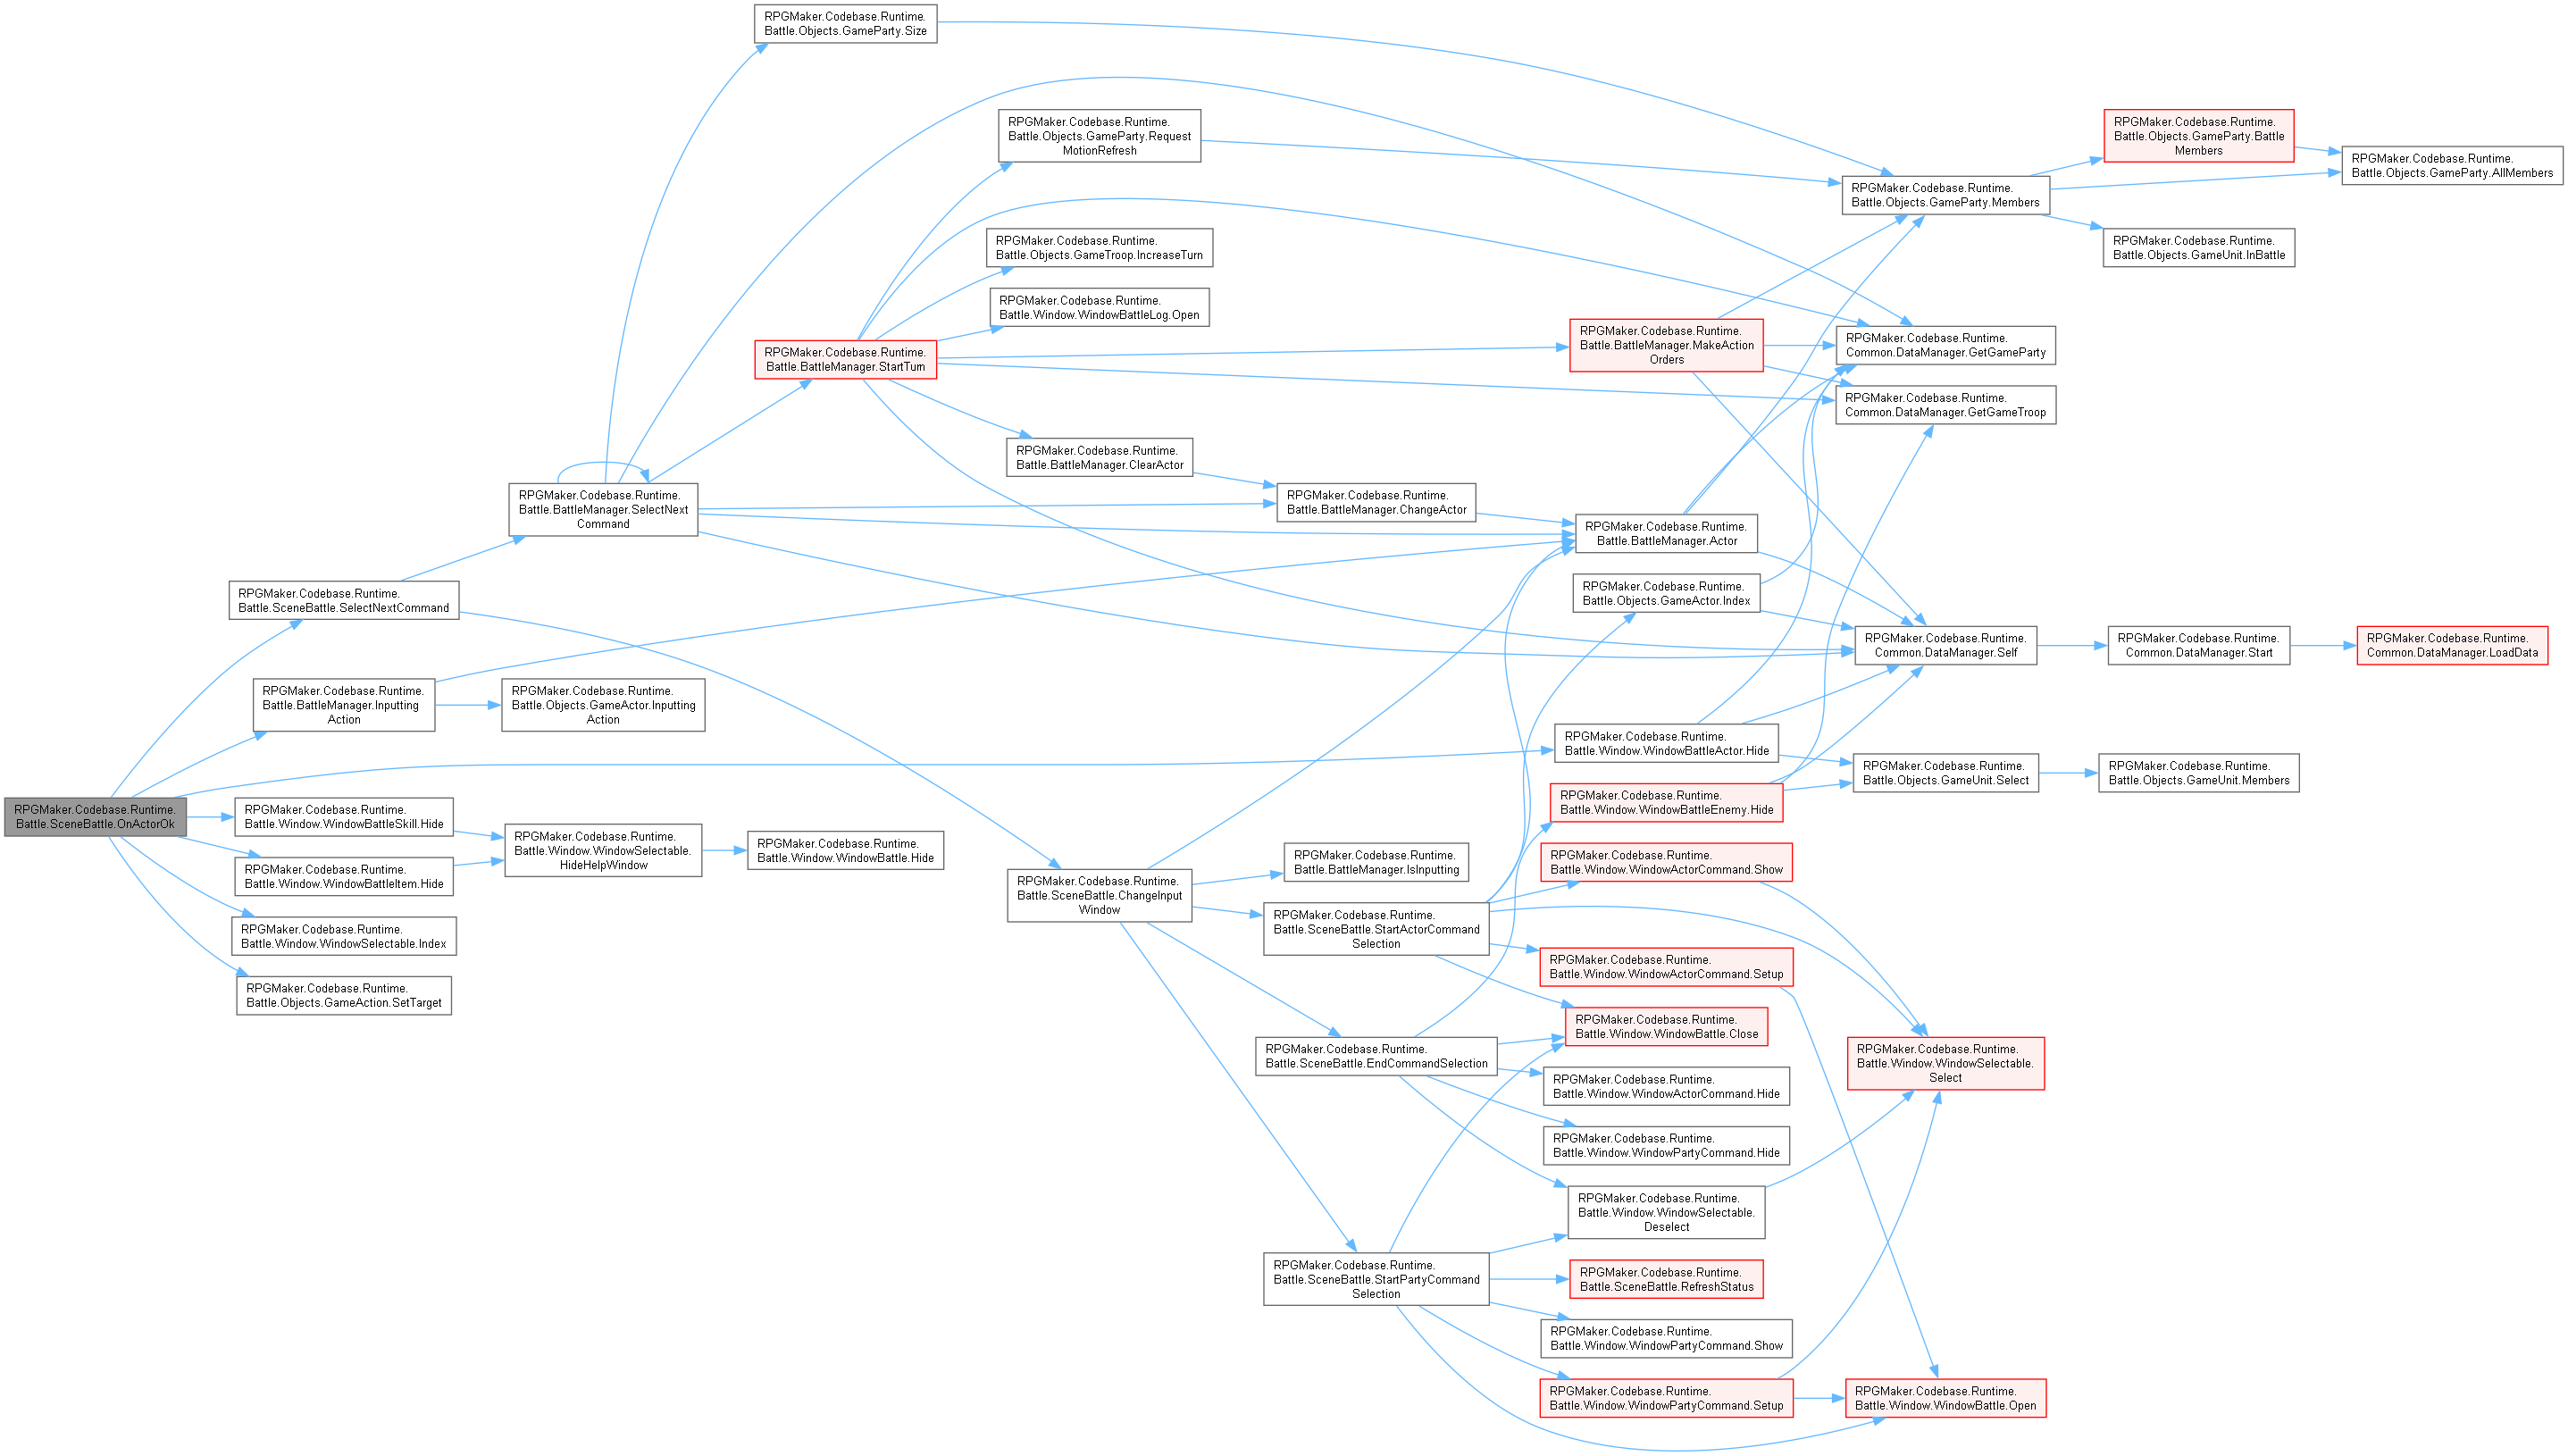 RPGMaker.Codebase.Runtime.
Battle.Objects.GameParty.Size
RPGMaker.Codebase.Runtime.
Battle.Objects.GameParty.Request
MotionRefresh
RPGMaker.Codebase.Runtime.
Battle.Objects.GameParty.Battle
Members
RPGMaker.Codebase.Runtime.
Battle.Objects.GameParty.AllMembers
RPGMaker.Codebase.Runtime.
Battle.Objects.GameParty.Members
RPGMaker.Codebase.Runtime.
Battle.Objects.GameTroop.IncreaseTurn
RPGMaker.Codebase.Runtime.
Battle.Objects.GameUnit.InBattle
RPGMaker.Codebase.Runtime.
Battle.Window.WindowBattleLog.Open
RPGMaker.Codebase.Runtime.
Battle.BattleManager.StartTurn
RPGMaker.Codebase.Runtime.
Battle.BattleManager.MakeAction
Orders
RPGMaker.Codebase.Runtime.
Common.DataManager.GetGameParty
RPGMaker.Codebase.Runtime.
Common.DataManager.GetGameTroop
RPGMaker.Codebase.Runtime.
Battle.BattleManager.ClearActor
RPGMaker.Codebase.Runtime.
Battle.BattleManager.SelectNext
Command
RPGMaker.Codebase.Runtime.
Battle.BattleManager.ChangeActor
RPGMaker.Codebase.Runtime.
Battle.BattleManager.Actor
RPGMaker.Codebase.Runtime.
Battle.SceneBattle.SelectNextCommand
RPGMaker.Codebase.Runtime.
Battle.Objects.GameActor.Index
RPGMaker.Codebase.Runtime.
Common.DataManager.Self
RPGMaker.Codebase.Runtime.
Common.DataManager.Start
RPGMaker.Codebase.Runtime.
Common.DataManager.LoadData
RPGMaker.Codebase.Runtime.
Battle.BattleManager.Inputting
Action
RPGMaker.Codebase.Runtime.
Battle.Objects.GameActor.Inputting
Action
RPGMaker.Codebase.Runtime.
Battle.Window.WindowBattleActor.Hide
RPGMaker.Codebase.Runtime.
Battle.Objects.GameUnit.Select
RPGMaker.Codebase.Runtime.
Battle.Objects.GameUnit.Members
RPGMaker.Codebase.Runtime.
Battle.Window.WindowBattleEnemy.Hide
RPGMaker.Codebase.Runtime.
Battle.SceneBattle.OnActorOk
RPGMaker.Codebase.Runtime.
Battle.Window.WindowBattleSkill.Hide
RPGMaker.Codebase.Runtime.
Battle.Window.WindowSelectable.
HideHelpWindow
RPGMaker.Codebase.Runtime.
Battle.Window.WindowBattle.Hide
RPGMaker.Codebase.Runtime.
Battle.Window.WindowBattleItem.Hide
RPGMaker.Codebase.Runtime.
Battle.SceneBattle.ChangeInput
Window
RPGMaker.Codebase.Runtime.
Battle.BattleManager.IsInputting
RPGMaker.Codebase.Runtime.
Battle.Window.WindowActorCommand.Show
RPGMaker.Codebase.Runtime.
Battle.Window.WindowSelectable.Index
RPGMaker.Codebase.Runtime.
Battle.SceneBattle.StartActorCommand
Selection
RPGMaker.Codebase.Runtime.
Battle.Window.WindowActorCommand.Setup
RPGMaker.Codebase.Runtime.
Battle.Objects.GameAction.SetTarget
RPGMaker.Codebase.Runtime.
Battle.Window.WindowBattle.Close
RPGMaker.Codebase.Runtime.
Battle.SceneBattle.EndCommandSelection
RPGMaker.Codebase.Runtime.
Battle.Window.WindowSelectable.
Select
RPGMaker.Codebase.Runtime.
Battle.Window.WindowActorCommand.Hide
RPGMaker.Codebase.Runtime.
Battle.Window.WindowPartyCommand.Hide
RPGMaker.Codebase.Runtime.
Battle.Window.WindowSelectable.
Deselect
RPGMaker.Codebase.Runtime.
Battle.SceneBattle.StartPartyCommand
Selection
RPGMaker.Codebase.Runtime.
Battle.SceneBattle.RefreshStatus
RPGMaker.Codebase.Runtime.
Battle.Window.WindowPartyCommand.Show
RPGMaker.Codebase.Runtime.
Battle.Window.WindowPartyCommand.Setup
RPGMaker.Codebase.Runtime.
Battle.Window.WindowBattle.Open